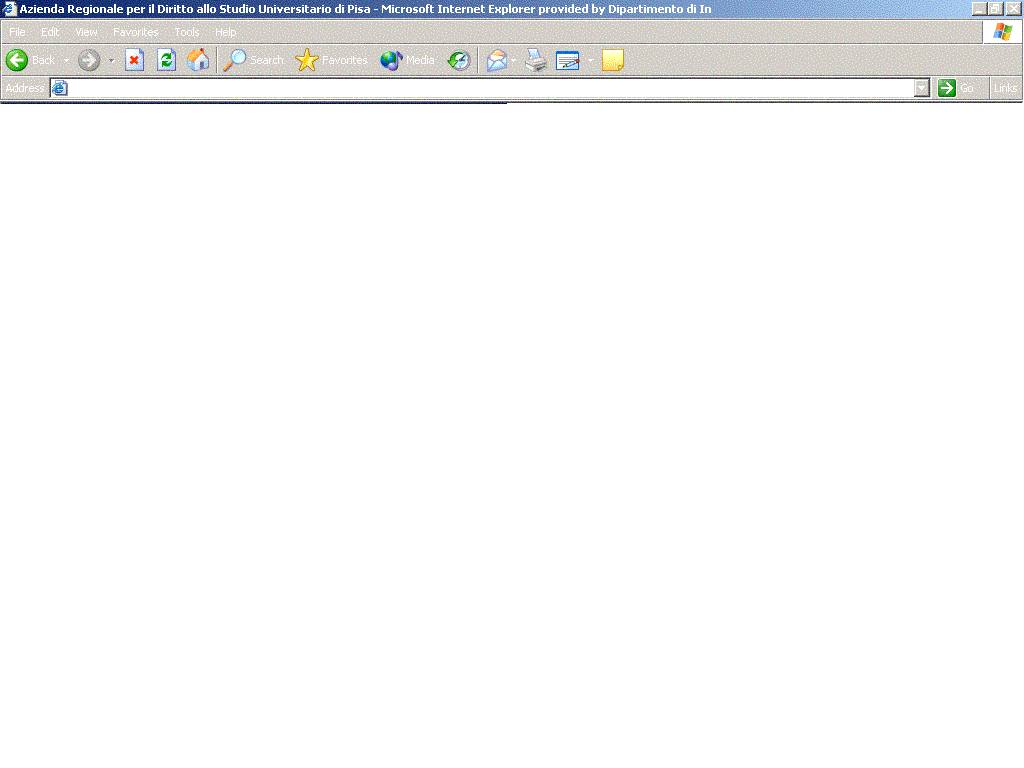 Azienda Regionale per il Diritto allo Studio Universitario di Pisa - Microsoft Internet Explorer provided by Dipartimento di In
File Edit View Favorites Tools Help
Back Search Favorites Media
Address Go Links